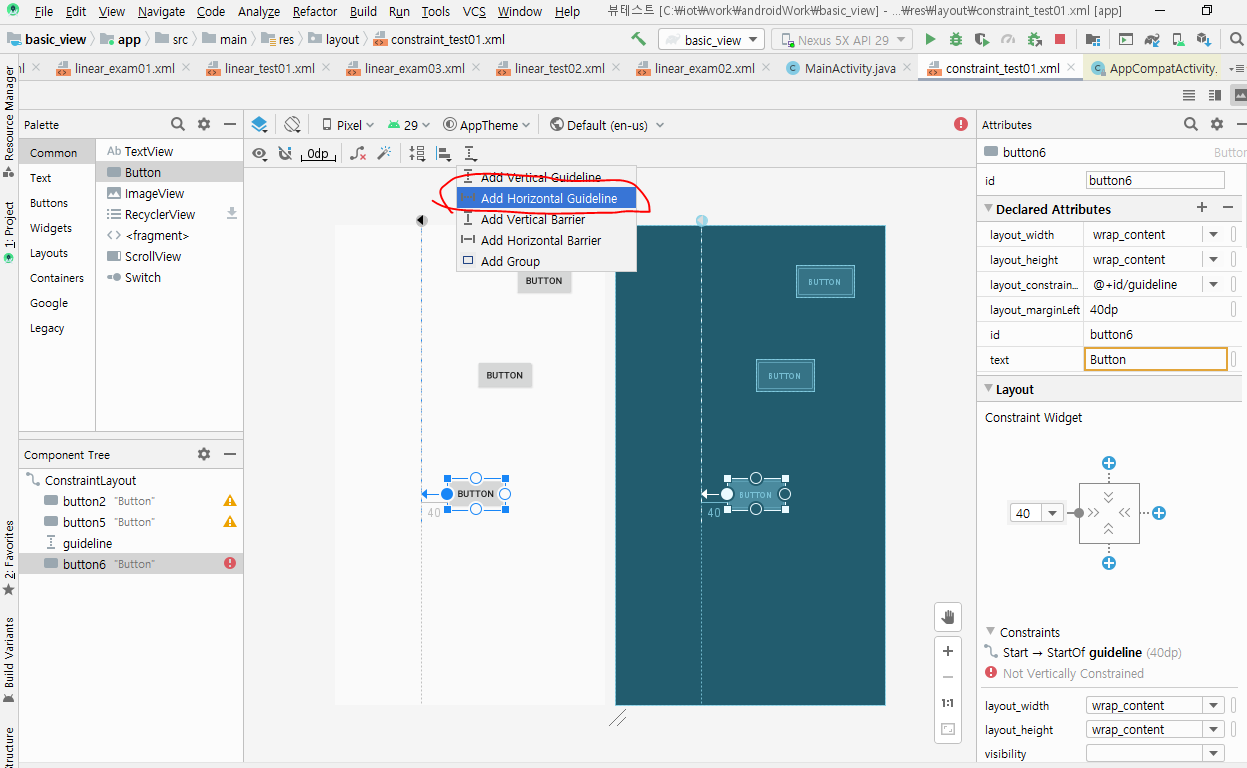 File Edit View Navigate Code Analyze Refactor Build Run Tools VCS Window Help 뷰테스트 [C:￦iot￦work￦androidWork￦basic_view] - ...￦res￦layout￦constraint_test01.xml [app]
basic_view app src main res layout constraint_test01.xml basic_view Nexus 5X API 29
linear_exam01.xml linear_test01.xml linear_exam03.xml linear_test02.xml linear_exam02.xml MainActivity.java constraint_test01.xml AppCompatActivity.
Resource Manager
1: Project
2: Favorites
Build Variants
Structure
Palette
Common
Text
Buttons
Widgets
Layouts
Containers
Google
Legacy
Ab TextView
Button
ImageView
RecyclerView
<fragment>
ScrollView
Switch
Component Tree
ConstraintLayout
button2 "Button"
button5 "Button"
guideline
button6 "Button"
Pixel 29 AppTheme Default (en-us)
0dp
Add Vertical Guideline
Add Horizontal Guideline
Add Vertical Barrier
Add Horizontal Barrier
Add Group
BUTTON BUTTON
BUTTON BUTTON
BUTTON BUTTON
40 40
1:1
Attributes
button6 Button
id button6
Declared Attributes
layout_width wrap_content
layout_height wrap_content
layout_constrain... @+id/guideline
layout_marginLeft 40dp
id button6
text Button
Layout
Constraint Widget
40
Constraints
Start → StartOf guideline (40dp)
Not Vertically Constrained
layout_width wrap_content
layout_height wrap_content
visibility